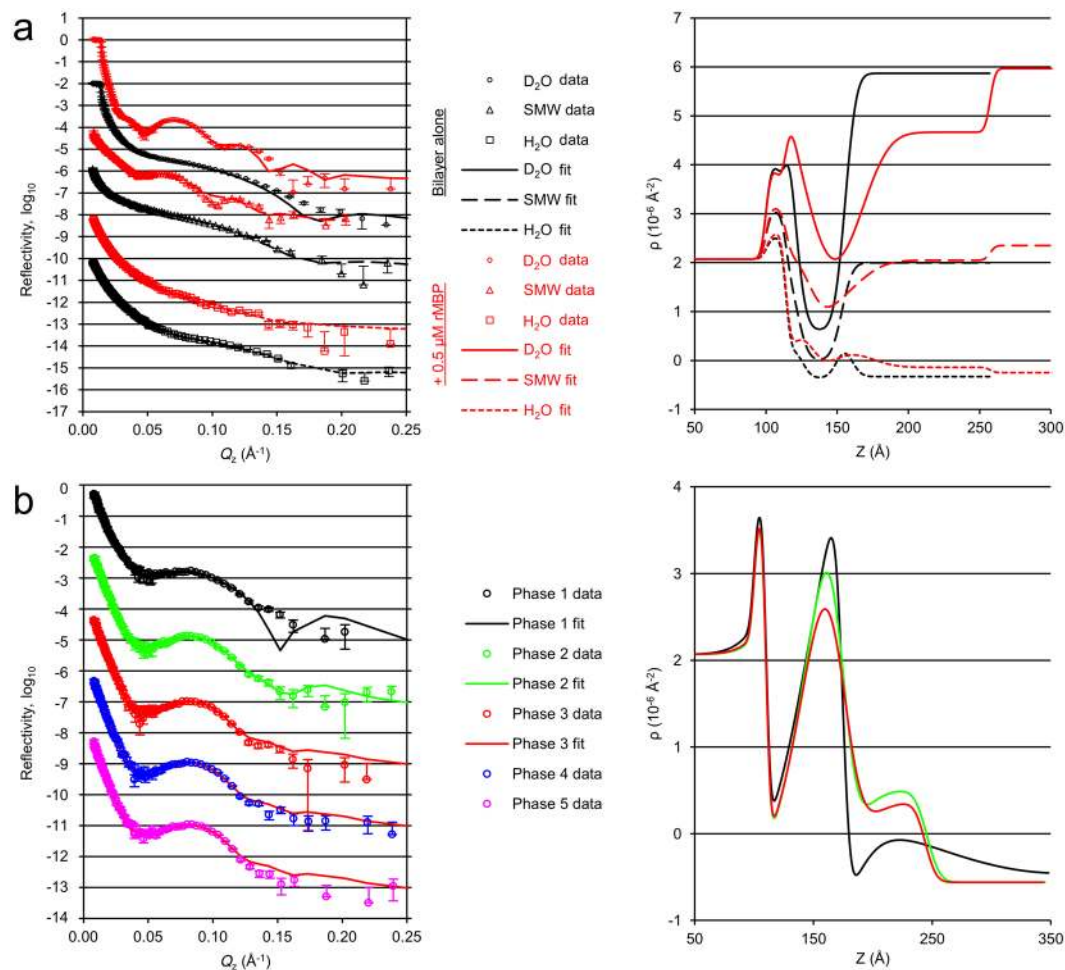 a
1
0
-1
-2
-3
-4
-5
-6
-7
-8
-9
-10
-11
-12
-13
-14
-15
-16
-17
Reflectivity, log10
0.00 0.05 0.10 0.15 0.20 0.25
Qz (Å-1)
Bilayer alone
D2O data
SMW data
H2O data
D2O fit
SMW fit
H2O fit
+ 0.5 µM rMBP
D2O data
SMW data
H2O data
D2O fit
SMW fit
H2O fit
7
6
5
4
3
2
1
0
-1
ρ (10-6 Å-2)
50 100 150 200 250 300
Z (Å)
b
0
-1
-2
-3
-4
-5
-6
-7
-8
-9
-10
-11
-12
-13
-14
Reflectivity, log10
0.00 0.05 0.10 0.15 0.20 0.25
Qz (Å-1)
Phase 1 data
Phase 1 fit
Phase 2 data
Phase 2 fit
Phase 3 data
Phase 3 fit
Phase 4 data
Phase 5 data
4
3
2
1
0
-1
ρ (10-6 Å-2)
50 150 250 350
Z (Å)